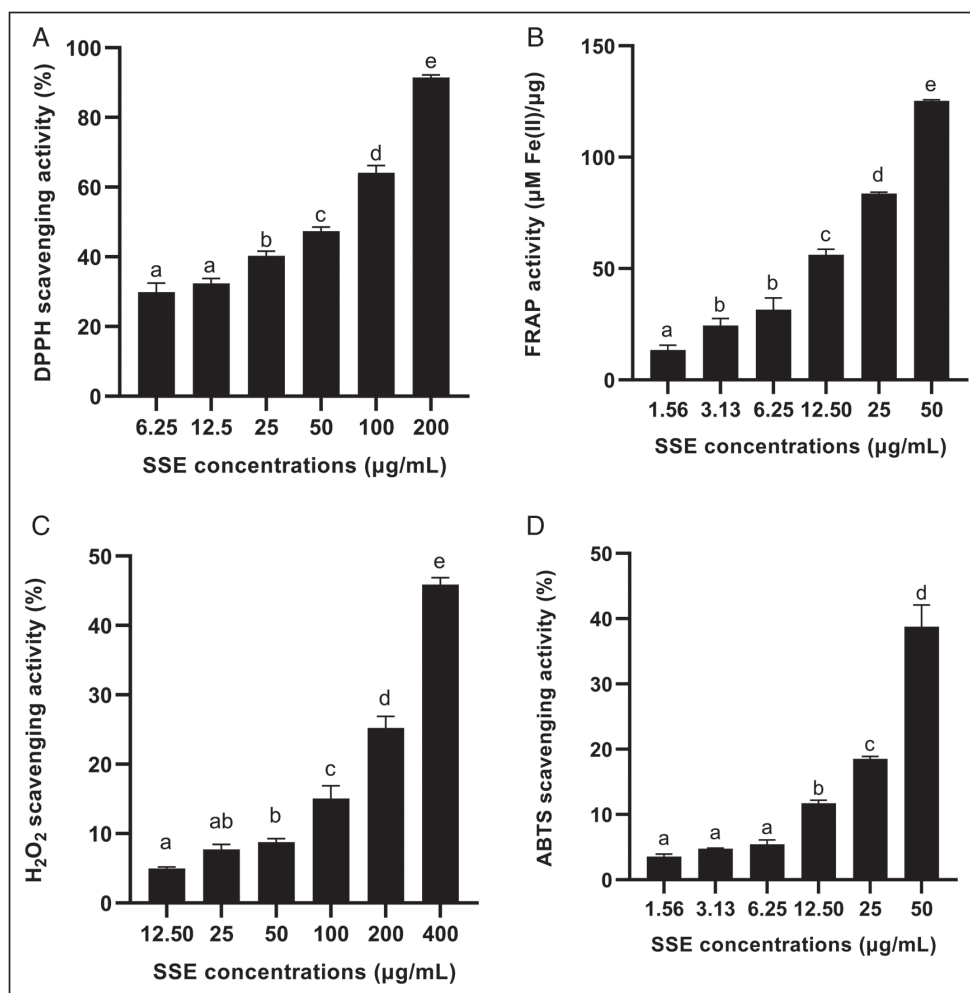 A
DPPH scavenging activity (%)
100
80
60
40
20
0
a
a
b
c
d
e
6.25 12.5 25 50 100 200
SSE concentrations (µg/mL)
B
FRAP activity (µM Fe(II)/µg)
150
100
50
0
a
b
b
c
d
e
1.56 3.13 6.25 12.50 25 50
SSE concentrations (µg/mL)
C
H₂O₂ scavenging activity (%)
50
40
30
20
10
0
a
ab
b
c
d
e
12.50 25 50 100 200 400
SSE concentrations (µg/mL)
D
ABTS scavenging activity (%)
50
40
30
20
10
0
a
a
a
b
c
d
1.56 3.13 6.25 12.50 25 50
SSE concentrations (µg/mL)